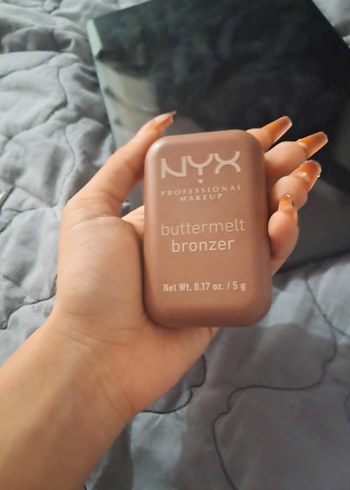 NYX
PROFESSIONAL
MAKEUP
buttermelt
bronzer
Net Wt. 0.17 oz. / 5 g